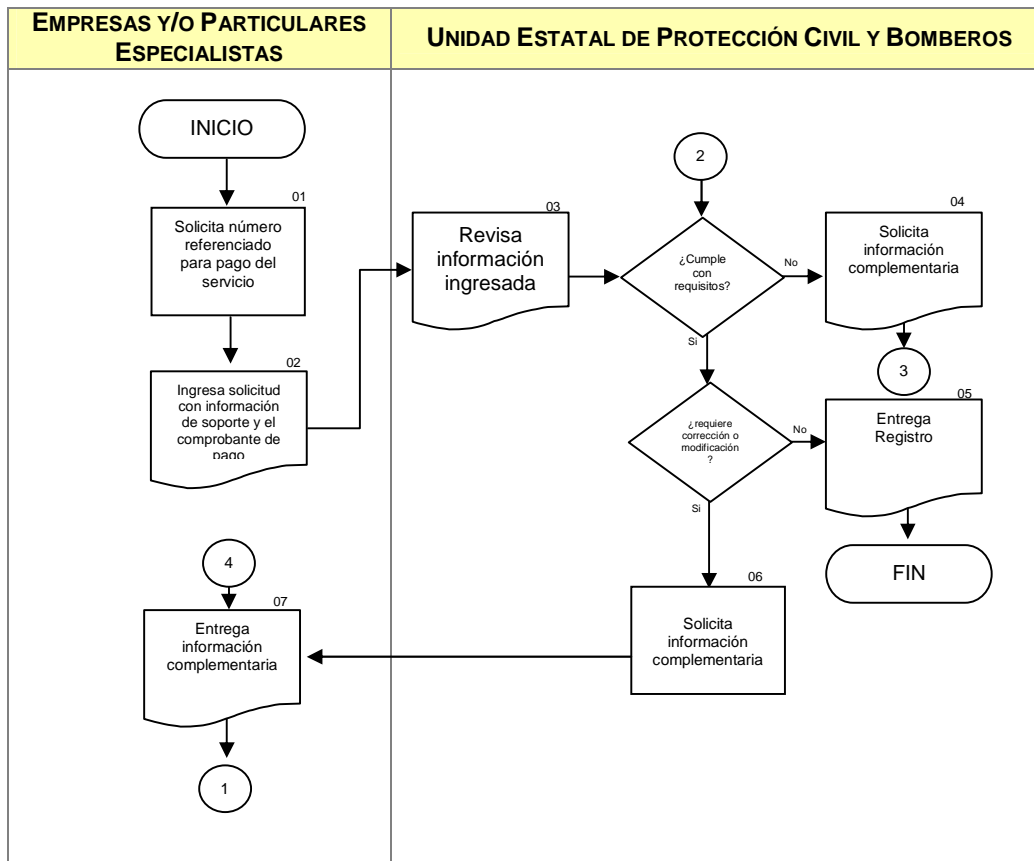 EMPRESAS Y/O PARTICULARES
ESPECIALISTAS
UNIDAD ESTATAL DE PROTECCIÓN CIVIL Y BOMBEROS
INICIO
01
Solicita número
referenciado
para pago del
servicio
02
Ingresa solicitud
con información
de soporte y el
comprobante de
pago
03
Revisa
información
ingresada
2
¿Cumple
con
requisitos?
No
Si
04
Solicita
información
complementaria
3
¿requiere
corrección o
modificación
?
No
Si
05
Entrega
Registro
FIN
06
Solicita
información
complementaria
4
07
Entrega
información
complementaria
1